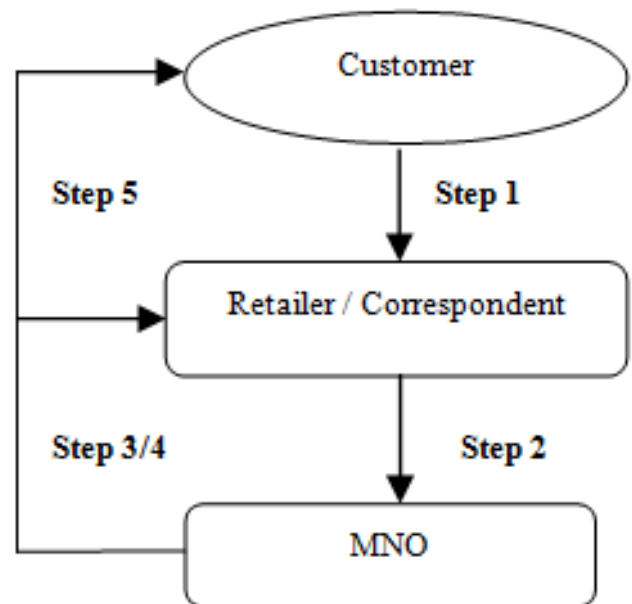 Customer
Step 5
Step 1
Retailer / Correspondent
Step 3/4
Step 2
MNO